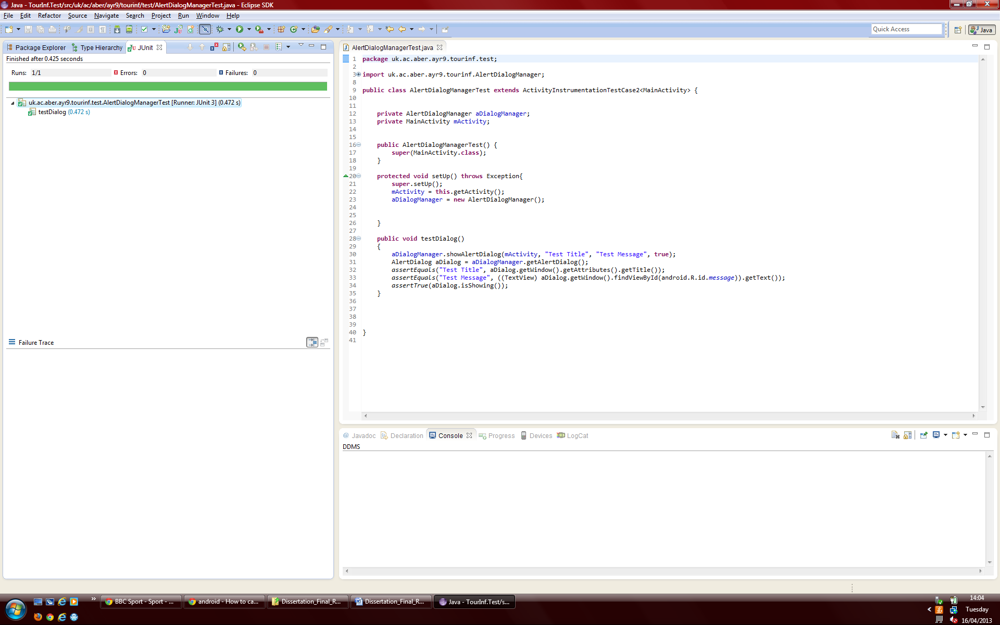 Java - TourInf.Test/src/uk/ac/aber/ayr9/tourinf/test/AlertDialogManagerTest.java - Eclipse SDK
File Edit Refactor Source Navigate Search Project Run Window Help
Quick Access
Java
Package Explorer Type Hierarchy JUnit
Finished after 0.425 seconds
Runs: 1/1 Errors: 0 Failures: 0
uk.ac.aber.ayr9.tourinf.test.AlertDialogManagerTest [Runner: JUnit 3] (0.472 s)
testDialog (0.472 s)
Failure Trace
AlertDialogManagerTest.java
1 package uk.ac.aber.ayr9.tourinf.test;
2
3 import uk.ac.aber.ayr9.tourinf.AlertDialogManager;
8
9 public class AlertDialogManagerTest extends ActivityInstrumentationTestCase2<MainActivity> {
10
11
12 private AlertDialogManager aDialogManager;
13 private MainActivity mActivity;
14
15
16 public AlertDialogManagerTest() {
17 super(MainActivity.class);
18 }
19
20 protected void setUp() throws Exception{
21 super.setUp();
22 mActivity = this.getActivity();
23 aDialogManager = new AlertDialogManager();
24
25
26 }
27
28 public void testDialog()
29 {
30 aDialogManager.showAlertDialog(mActivity, "Test Title", "Test Message", true);
31 AlertDialog aDialog = aDialogManager.getAlertDialog();
32 assertEquals("Test Title", aDialog.getWindow().getAttributes().getTitle());
33 assertEquals("Test Message", ((TextView) aDialog.getWindow().findViewById(android.R.id.message)).getText());
34 assertTrue(aDialog.isShowing());
35 }
36
37
38
39
40 }
41
@ Javadoc Declaration Console Progress Devices LogCat
DDMS
BBC Sport - Sport - ... android - How to ca... Dissertation_Final_R... Dissertation_Final_R... Java - TourInf.Test/s...
14:04
Tuesday
16/04/2013